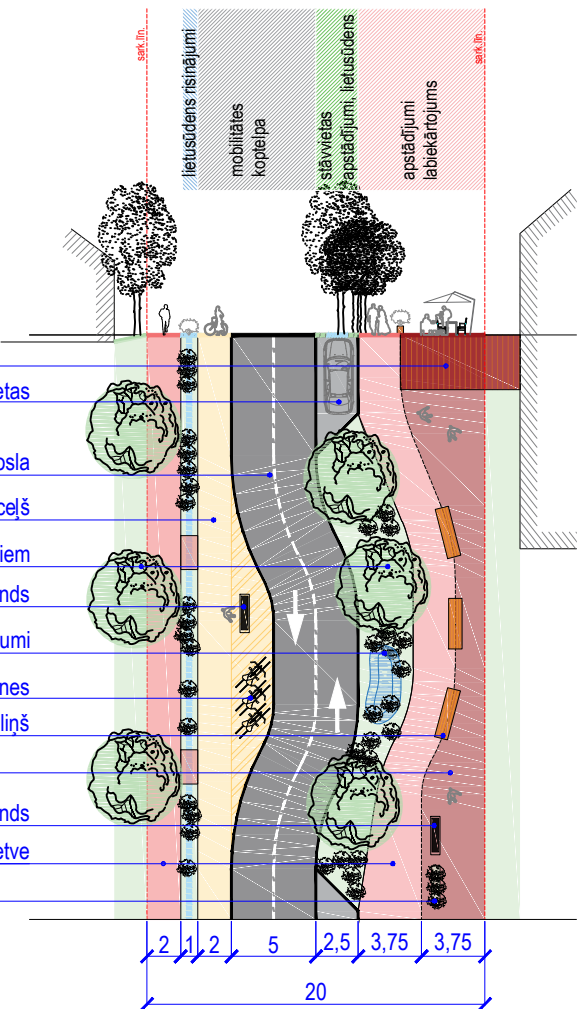 sark.līn.
lietusūdens risinājumi
mobilitātes
koptelpa
stāvvietas
apstādījumi, lietusūdens
apstādījumi
labiekārtojums
sark.līn.
etas
osla
ceļš
iem
nds
umi
nes
liņš
nds
etve
2 1 2 5 2,5 3,75 3,75
20